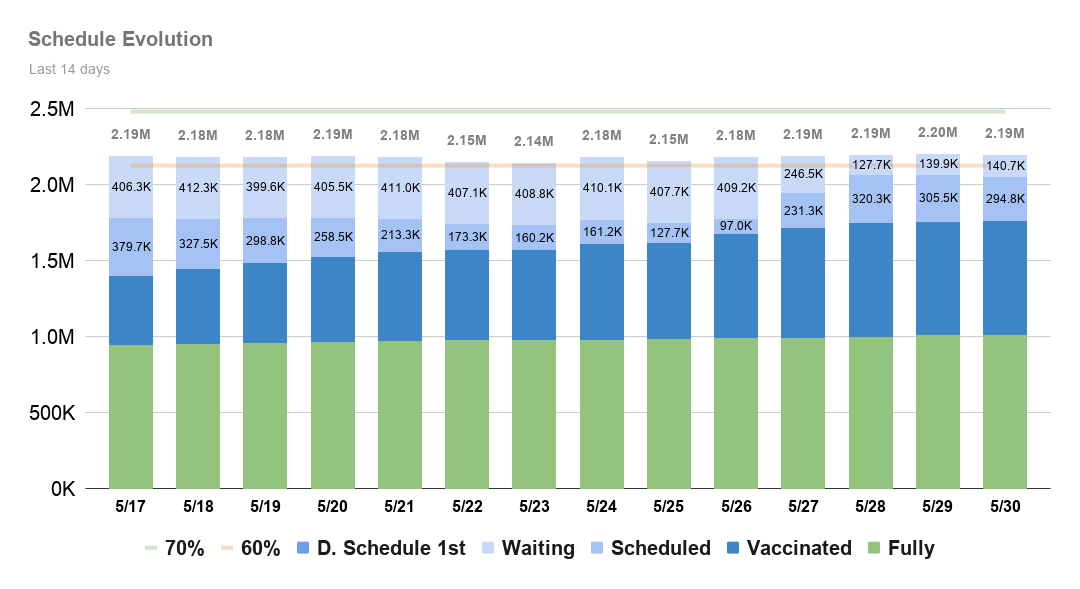 Schedule Evolution
Last 14 days
2.5M
2.19M 2.18M 2.18M 2.19M 2.18M 2.15M 2.14M 2.18M 2.15M 2.18M 2.19M 2.19M 2.20M 2.19M
2.0M
406.3K 412.3K 399.6K 405.5K 411.0K 407.1K 408.8K 410.1K 407.7K 409.2K 246.5K 127.7K 139.9K 140.7K
379.7K 327.5K 298.8K 258.5K 213.3K 173.3K 160.2K 161.2K 127.7K 97.0K 231.3K 320.3K 305.5K 294.8K
1.5M
1.0M
500K
0K
5/17 5/18 5/19 5/20 5/21 5/22 5/23 5/24 5/25 5/26 5/27 5/28 5/29 5/30
70% 60% D. Schedule 1st Waiting Scheduled Vaccinated Fully